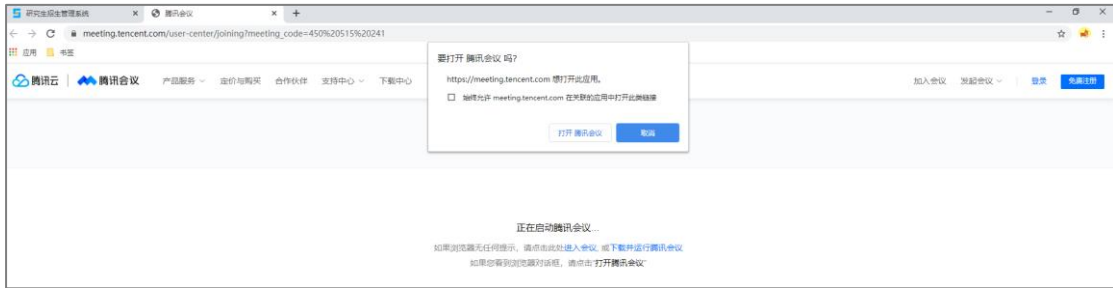 研究生招生管理系统 腾讯会议
meeting.tencent.com/user-center/joining?meeting_code=450%20515%20241
应用 书签
腾讯云 腾讯会议 产品服务 定价与购买 合作伙伴 支持中心 下载中心 加入会议 发起会议 登录 免费注册
要打开 腾讯会议 吗?
https://meeting.tencent.com 想打开此应用。
始终允许 meeting.tencent.com 在关联的应用中打开此类链接
打开 腾讯会议 取消
正在启动腾讯会议...
如果浏览器无任何提示,请点击此处进入会议, 或下载并运行腾讯会议
如果您看到浏览器对话框,请点击"打开腾讯会议"